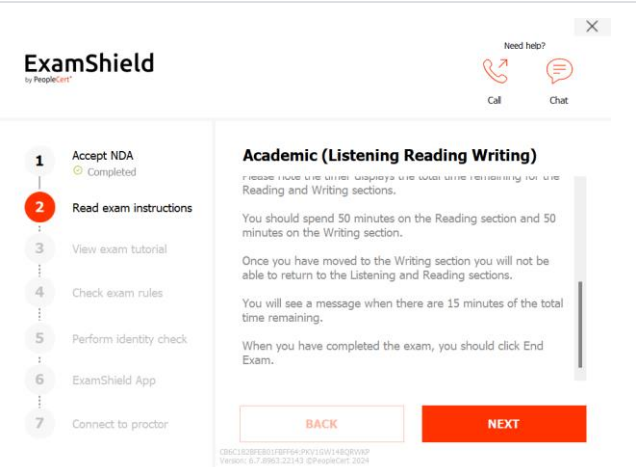 Need help?
ExamShield
by PeopleCert
Call
Chat
1
Accept NDA
Completed
2
Read exam instructions
3
View exam tutorial
4
Check exam rules
5
Perform identity check
6
ExamShield App
7
Connect to proctor
Academic (Listening Reading Writing)
Please note the timer displays the total time remaining for the
Reading and Writing sections.
You should spend 50 minutes on the Reading section and 50
minutes on the Writing section.
Once you have moved to the Writing section you will not be
able to return to the Listening and Reading sections.
You will see a message when there are 15 minutes of the total
time remaining.
When you have completed the exam, you should click End
Exam.
BACK
NEXT
Version: 6.7.8963.22143 ©PeopleCert 2024